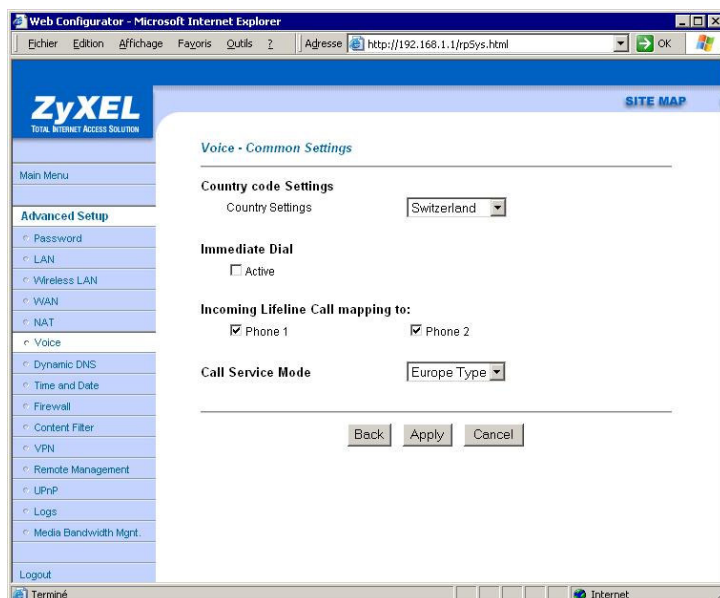 Web Configurator - Microsoft Internet Explorer
Fichier Edition Affichage Favoris Outils ? Adresse http://192.168.1.1/rpSys.html OK
ZyXEL
TOTAL INTERNET ACCESS SOLUTION
SITE MAP
Main Menu
Advanced Setup
Password
LAN
Wireless LAN
WAN
NAT
Voice
Dynamic DNS
Time and Date
Firewall
Content Filter
VPN
Remote Management
UPnP
Logs
Media Bandwidth Mgnt.
Logout
Voice - Common Settings
Country code Settings
Country Settings Switzerland
Immediate Dial
Active
Incoming Lifeline Call mapping to:
Phone 1 Phone 2
Call Service Mode Europe Type
Back Apply Cancel
Terminé Internet